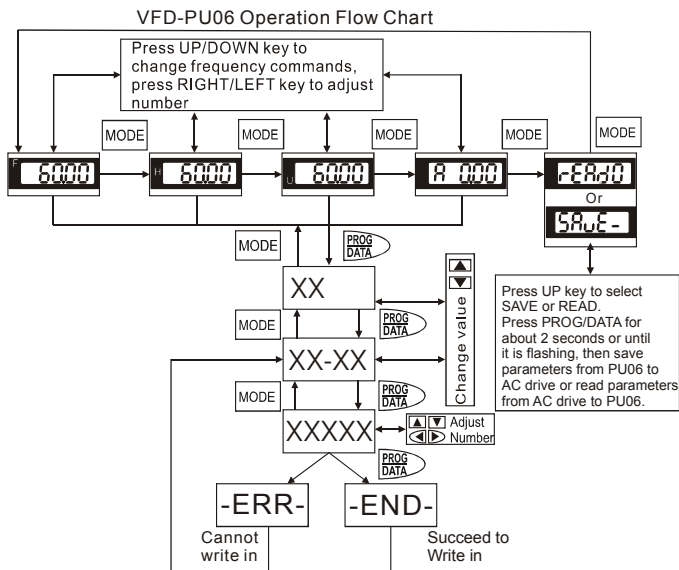 VFD-PU06 Operation Flow Chart
Press UP/DOWN key to
change frequency commands,
press RIGHT/LEFT key to adjust
number
MODE
MODE
MODE
MODE
MODE
F 60.00
H 60.00
U 60.00
A 0.00
rEAd0
Or
SAvE-
MODE
PROG
DATA
XX
Change value
MODE
PROG
DATA
XX-XX
MODE
PROG
DATA
XXXXX
Adjust
Number
PROG
DATA
Press UP key to select
SAVE or READ.
Press PROG/DATA for
about 2 seconds or until
it is flashing, then save
parameters from PU06 to
AC drive or read parameters
from AC drive to PU06.
-ERR-
-END-
Cannot
write in
Succeed to
Write in